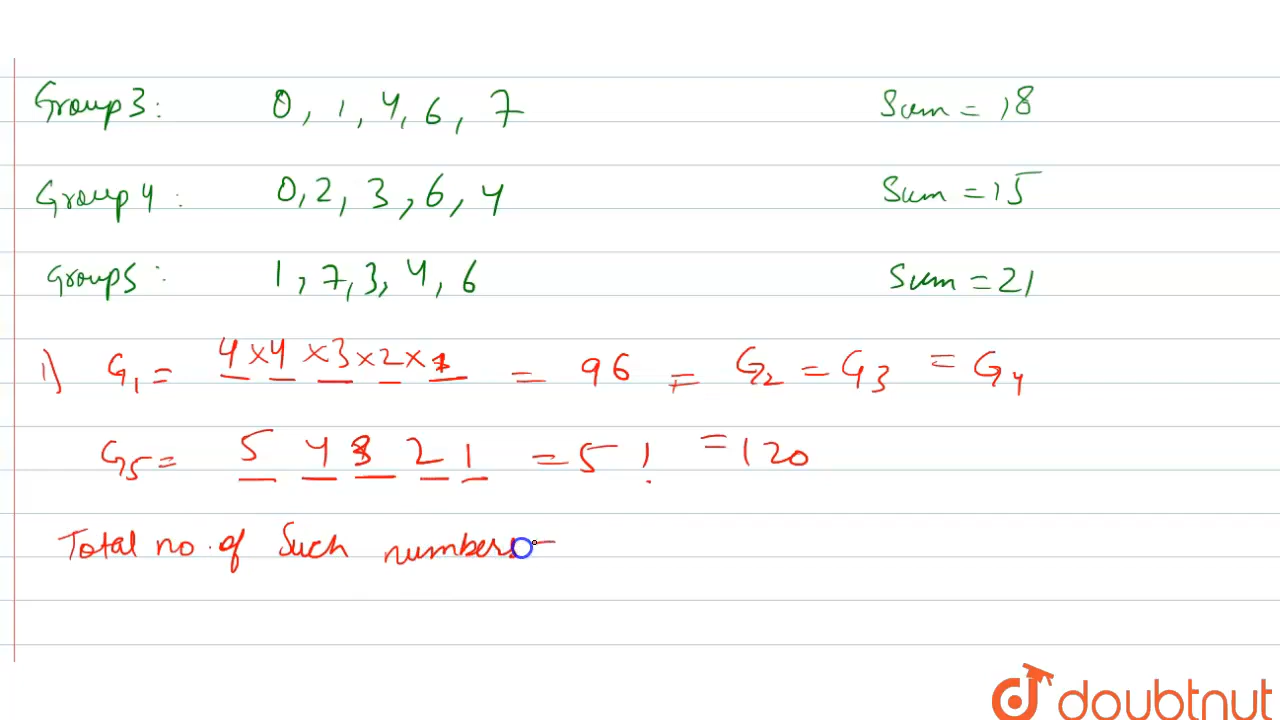 Group 3: 0, 1, 4, 6, 7 Sum = 18
Group 4: 0, 2, 3, 6, 4 Sum = 15
Group 5: 1, 7, 3, 4, 6 Sum = 21
1) G₁ = 4 × 4 × 3 × 2 × 1 = 96 = G₂ = G₃ = G₄
G₅ = 5 4 3 2 1 = 5! = 120
Total no. of Such numbers =
doubtnut